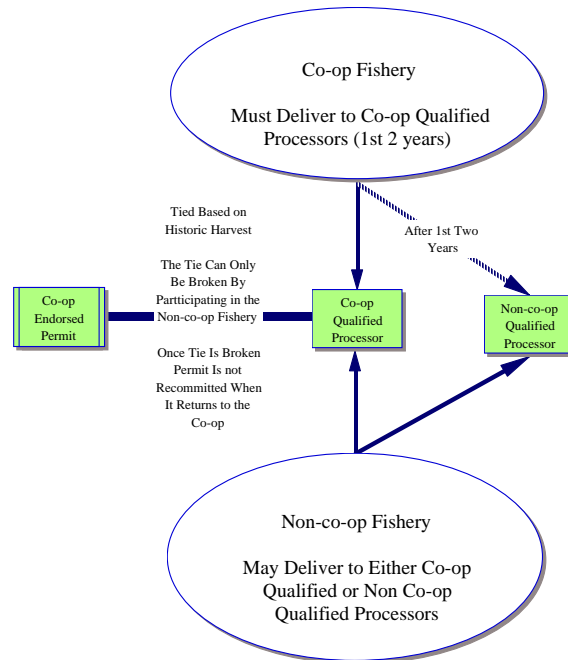 Co-op Fishery
Must Deliver to Co-op Qualified
Processors (1st 2 years)
Tied Based on
Historic Harvest
The Tie Can Only
Be Broken By
Partticipating in the
Non-co-op Fishery
Once Tie Is Broken
Permit Is not
Recommitted When
It Returns to the
Co-op
After 1st Two
Years
Co-op
Endorsed
Permit
Co-op
Qualified
Processor
Non-co-op
Qualified
Processor
Non-co-op Fishery
May Deliver to Either Co-op
Qualified or Non Co-op
Qualified Processors